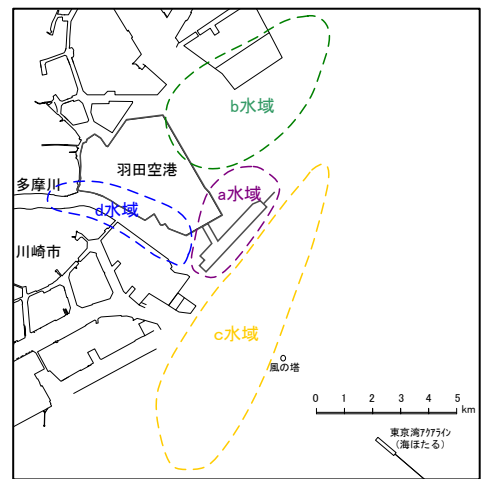 b水域
羽田空港
多摩川
a水域
d水域
川崎市
c水域
風の塔
0 1 2 3 4 5
km
東京湾アクアライン
(海ほたる)